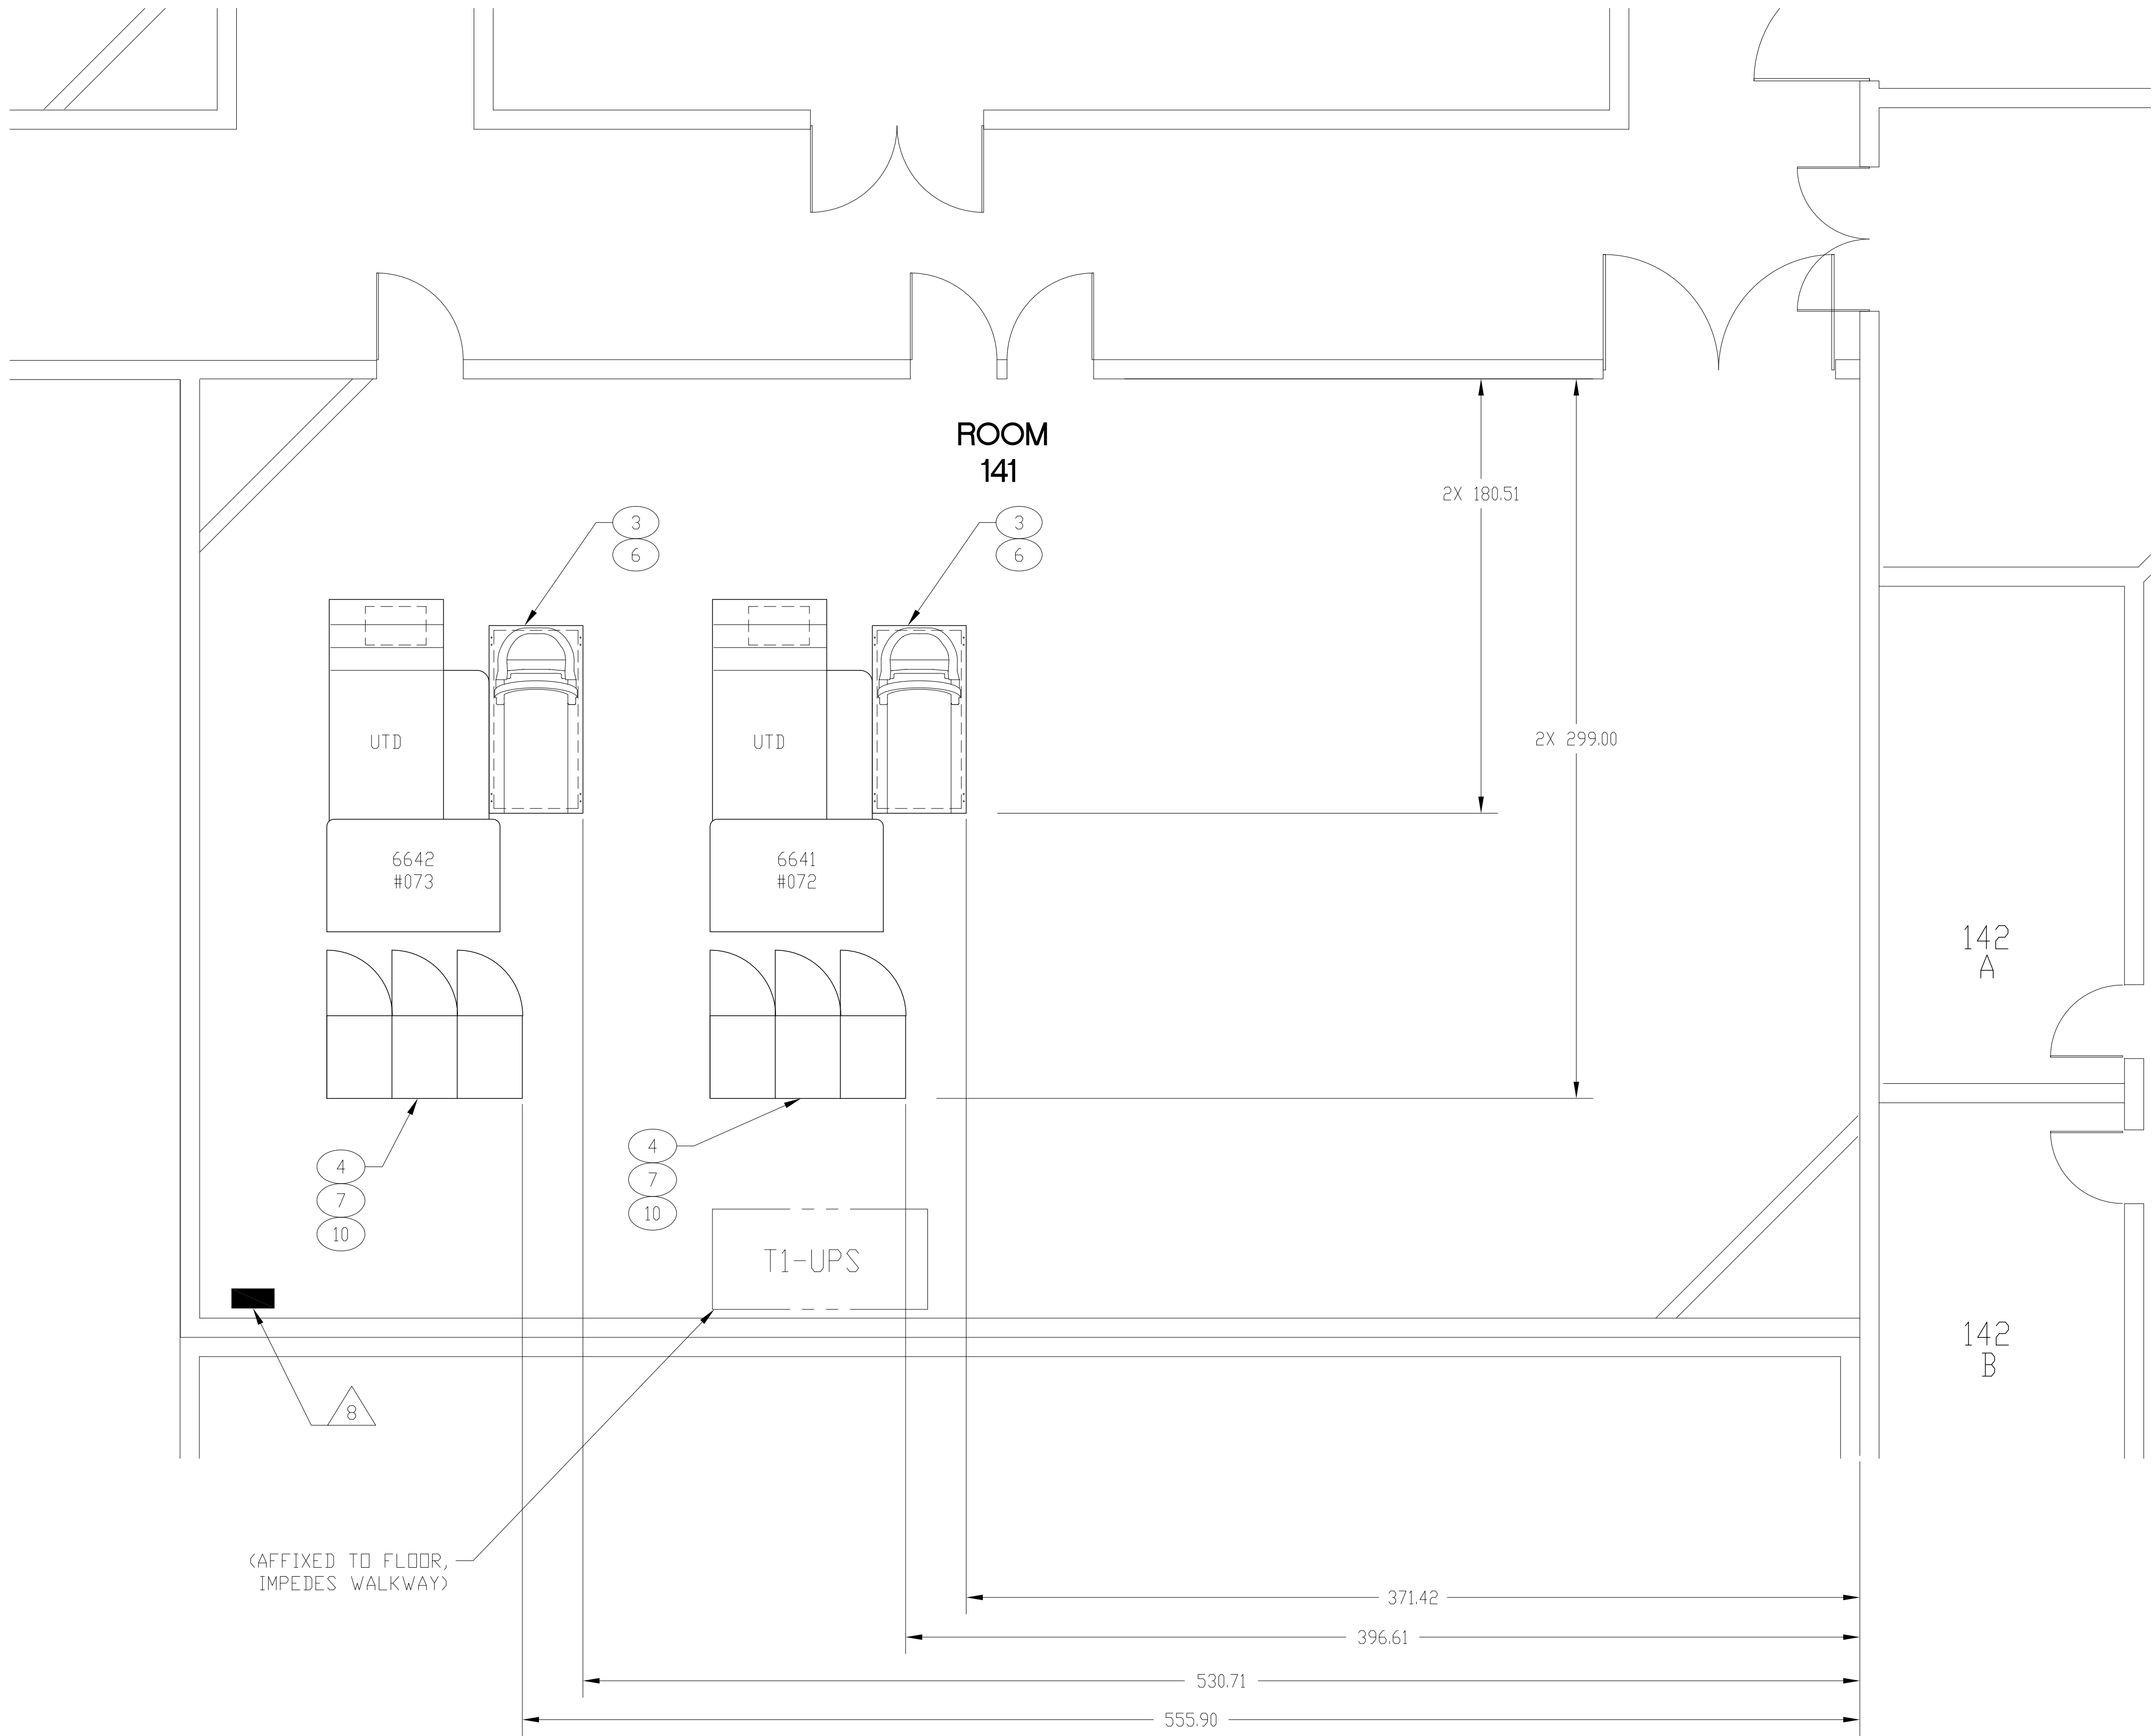 ROOM
141
2X 180.51
3
6
3
6
UTD
UTD
2X 299.00
6642
#073
6641
#072
142
A
4
7
10
4
7
10
T1-UPS
142
B
8
(AFFIXED TO FLOOR,
IMPEDES WALKWAY)
371.42
396.61
530.71
555.90